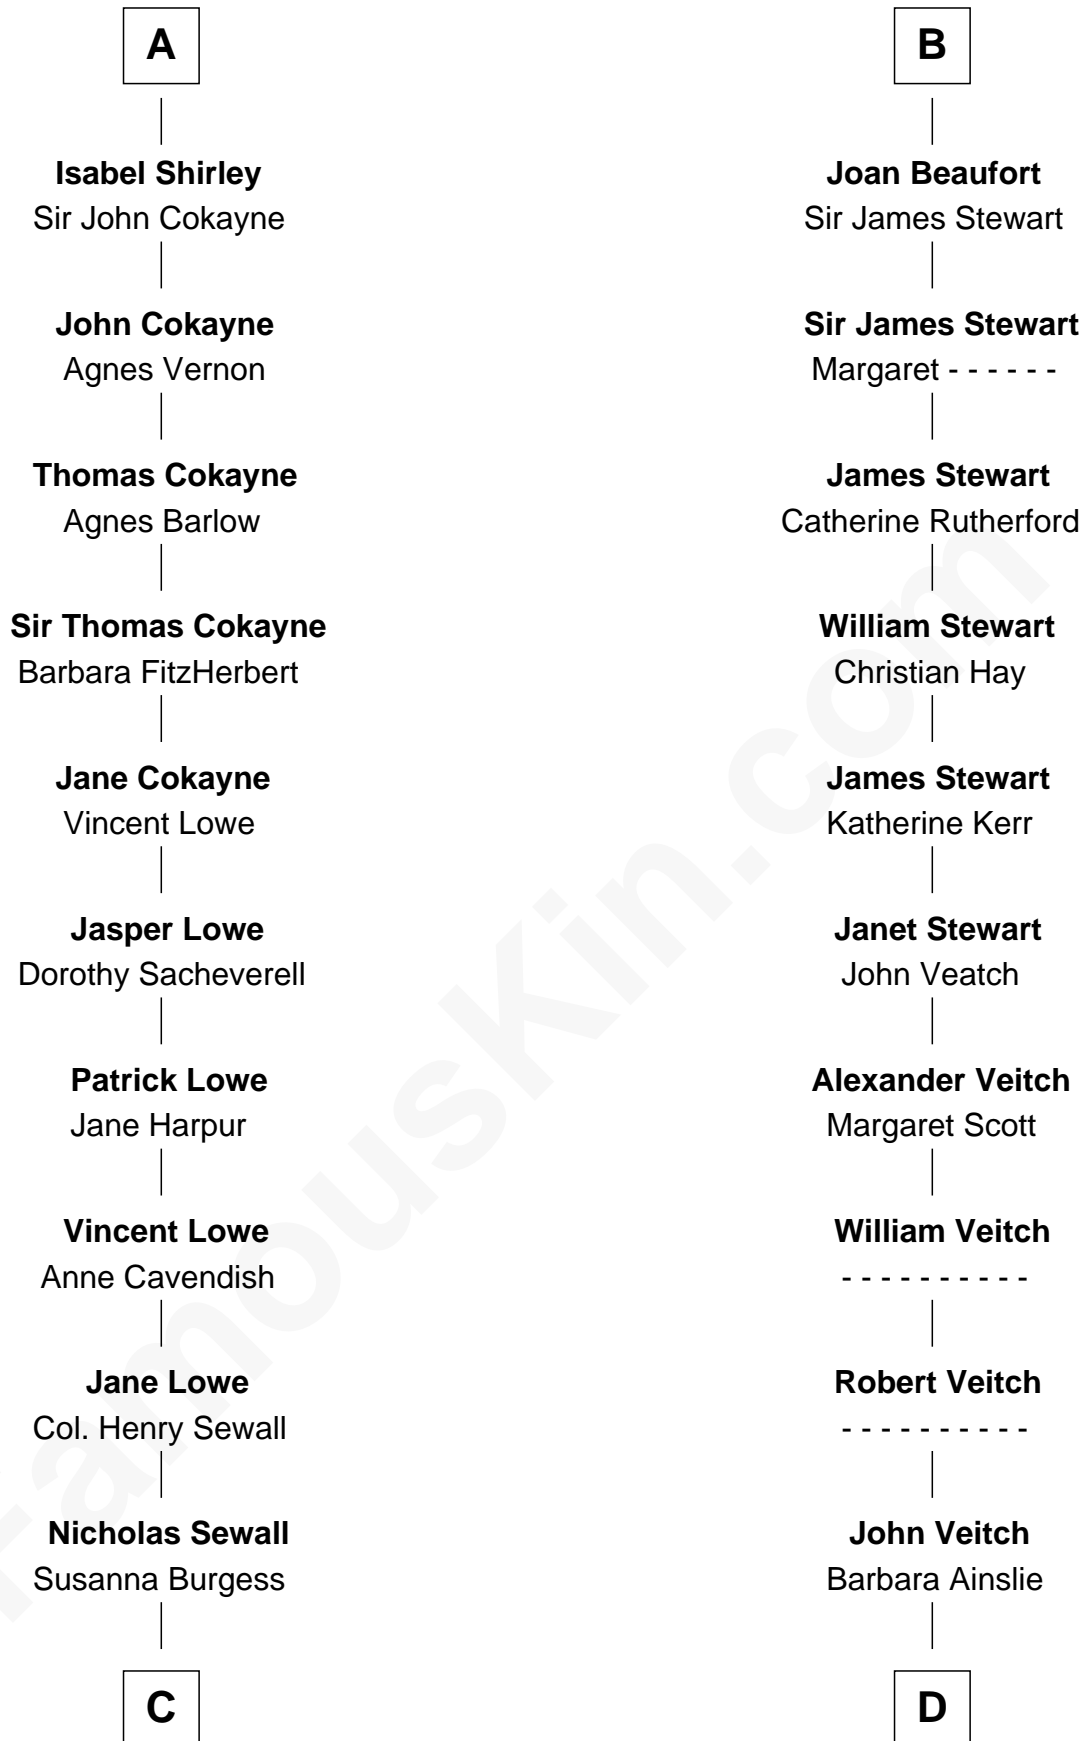 A
Isabel Shirley
Sir John Cokayne
John Cokayne
Agnes Vernon
Thomas Cokayne
Agnes Barlow
Sir Thomas Cokayne
Barbara FitzHerbert
Jane Cokayne
Vincent Lowe
Jasper Lowe
Dorothy Sacheverell
Patrick Lowe
Jane Harpur
Vincent Lowe
Anne Cavendish
Jane Lowe
Col. Henry Sewall
Nicholas Sewall
Susanna Burgess
C
B
Joan Beaufort
Sir James Stewart
Sir James Stewart
Margaret - - - - - -
James Stewart
Catherine Rutherford
William Stewart
Christian Hay
James Stewart
Katherine Kerr
Janet Stewart
John Veatch
Alexander Veitch
Margaret Scott
William Veitch
- - - - - - - - - -
Robert Veitch
- - - - - - - - - -
John Veitch
Barbara Ainslie
D
FamousKin.com